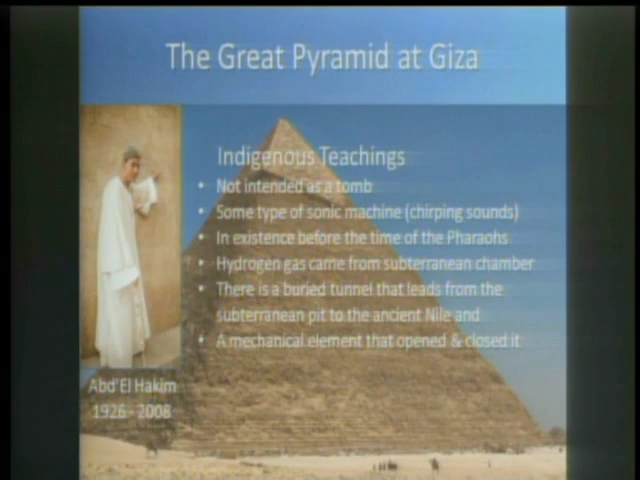 The Great Pyramid at Giza
Indigenous Teachings
• Not intended as a tomb
• Some type of sonic machine (chirping sounds)
• In existence before the time of the Pharaohs
• Hydrogen gas came from subterranean chamber
• There is a buried tunnel that leads from the
subterranean pit to the ancient Nile and
• A mechanical element that opened & closed it
Abd'El Hakim
1926 - 2008